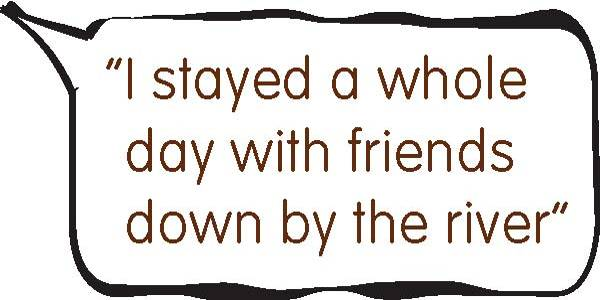 “I stayed a whole
day with friends
down by the river”